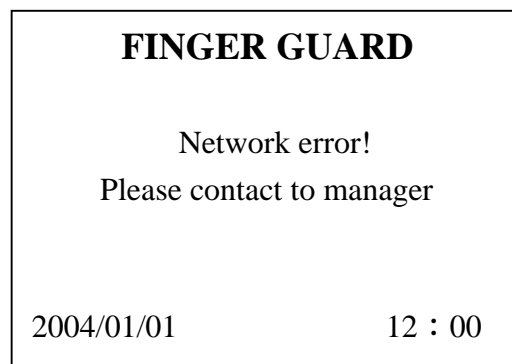 FINGER GUARD
Network error!
Please contact to manager
2004/01/01 12：00